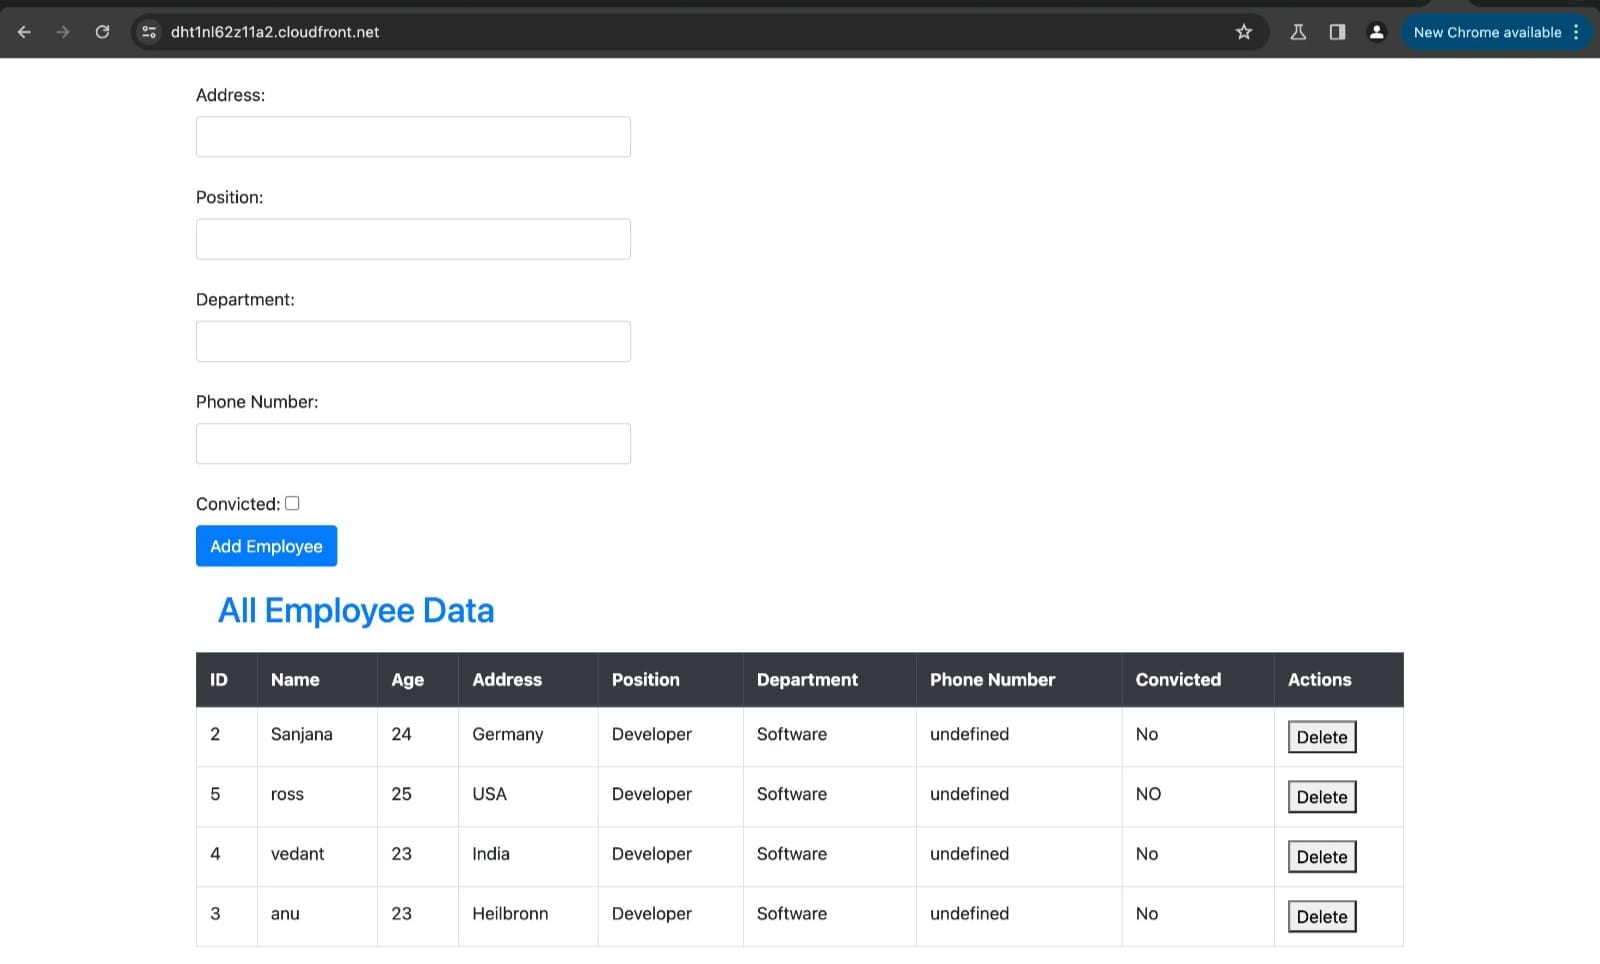 dht1nl62z11a2.cloudfront.net New Chrome available
Address:
Position:
Department:
Phone Number:
Convicted:
Add Employee
All Employee Data
ID Name Age Address Position Department Phone Number Convicted Actions
2 Sanjana 24 Germany Developer Software undefined No Delete
5 ross 25 USA Developer Software undefined NO Delete
4 vedant 23 India Developer Software undefined No Delete
3 anu 23 Heilbronn Developer Software undefined No Delete